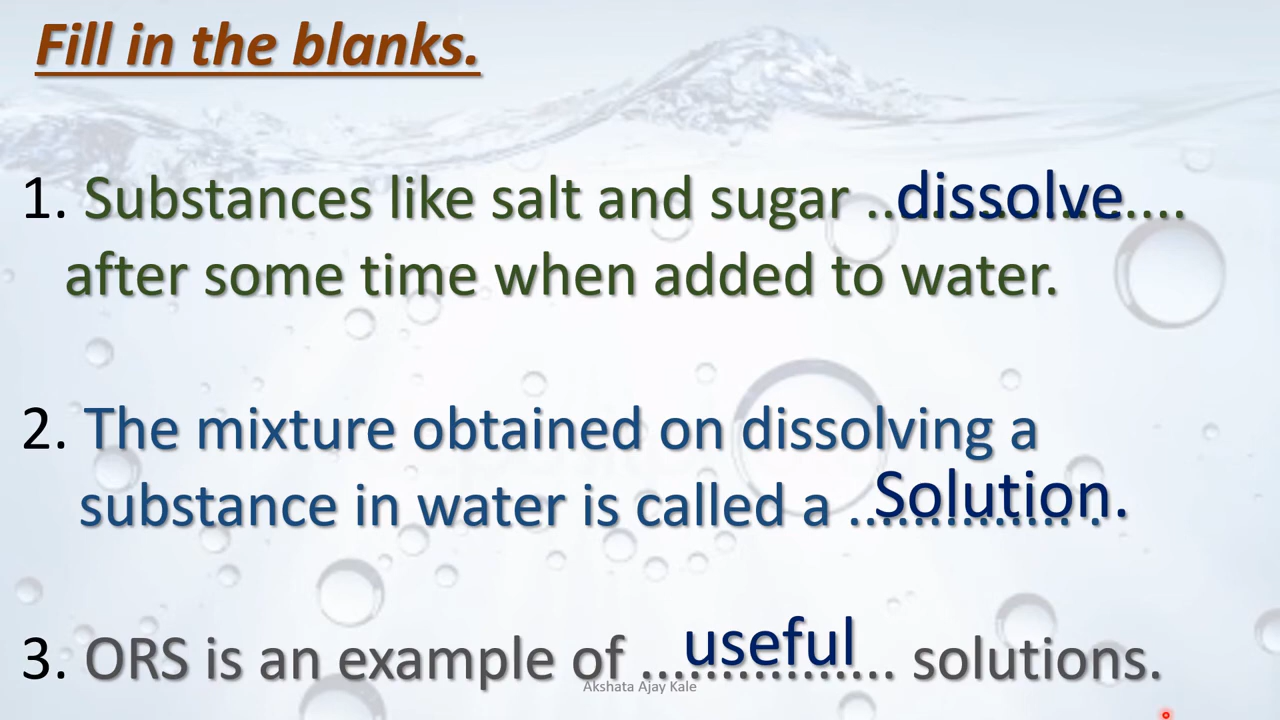 Fill in the blanks.
1. Substances like salt and sugar ..dissolve....
after some time when added to water.
2. The mixture obtained on dissolving a
substance in water is called a ..Solution.
3. ORS is an example of ...useful... solutions.
Akshata Ajay Kale